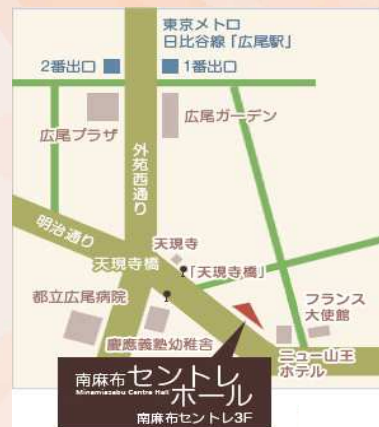 東京メトロ
日比谷線「広尾駅」
2番出口
1番出口
広尾プラザ
広尾ガーデン
外苑西通り
明治通り
天現寺
天現寺橋
「天現寺橋」
都立広尾病院
慶應義塾幼稚舎
フランス
大使館
ニュー山王
ホテル
南麻布セントレ
ホール
Minamiazabu Centre Hall
南麻布セントレ3F